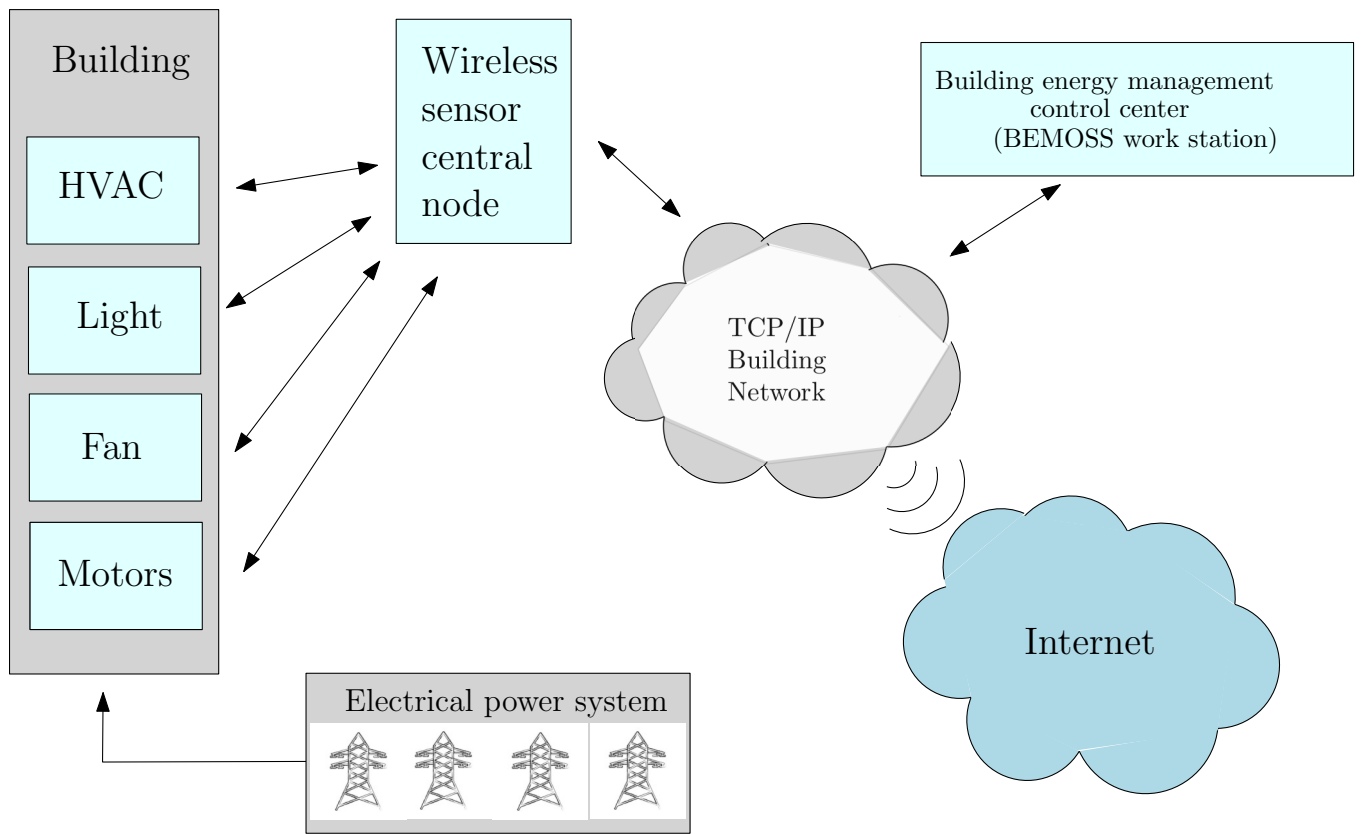 Building
HVAC
Light
Fan
Motors
Wireless
sensor
central
node
Building energy management
control center
(BEMOSS work station)
TCP/IP
Building
Network
Internet
Electrical power system